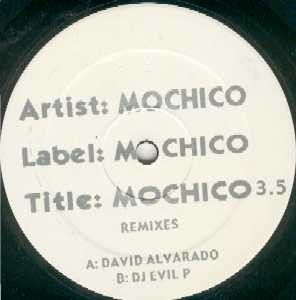 Artist: MOCHICO
Label: MOCHICO
Title: MOCHICO 3.5
REMIXES
A: DAVID ALVARADO
B: DJ EVIL P